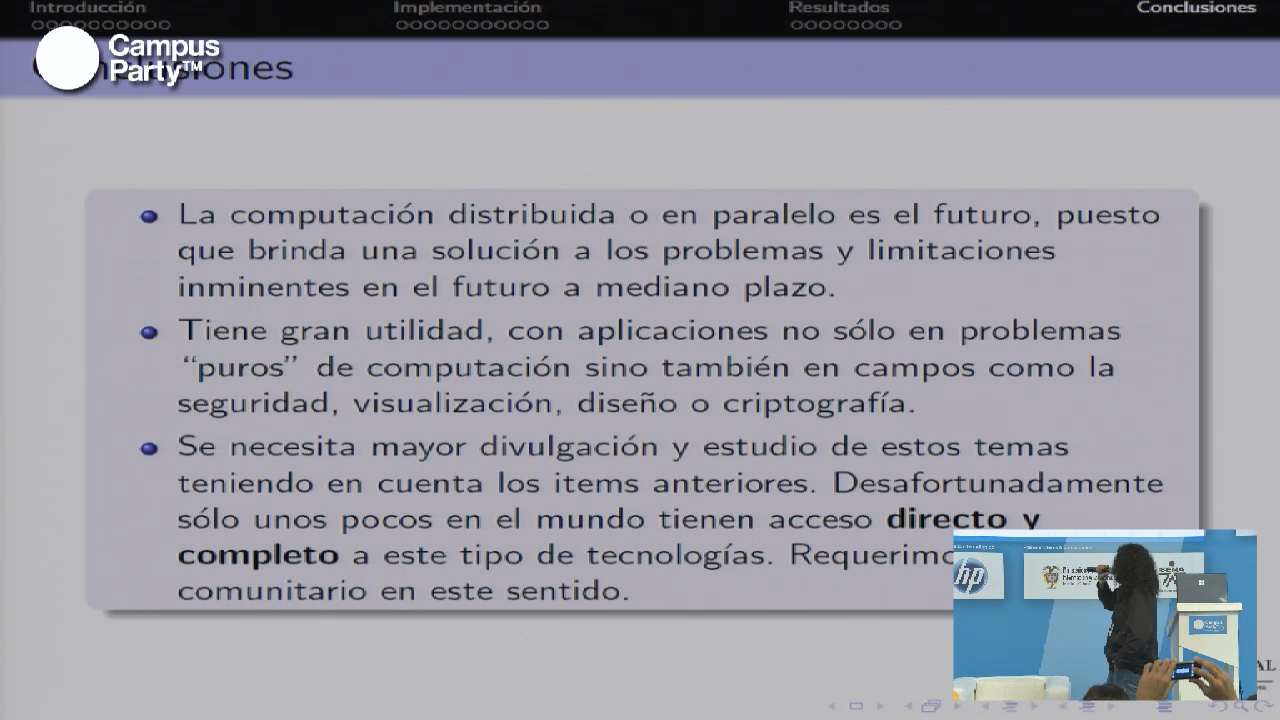 Introducción Implementación Resultados Conclusiones
Campus
Party™
Conclusiones
La computación distribuida o en paralelo es el futuro, puesto
que brinda una solución a los problemas y limitaciones
inminentes en el futuro a mediano plazo.
Tiene gran utilidad, con aplicaciones no sólo en problemas
“puros” de computación sino también en campos como la
seguridad, visualización, diseño o criptografía.
Se necesita mayor divulgación y estudio de estos temas
teniendo en cuenta los items anteriores. Desafortunadamente
sólo unos pocos en el mundo tienen acceso directo y
completo a este tipo de tecnologías.
comunitario en este sentido.
hp
SENA
Campus
Party